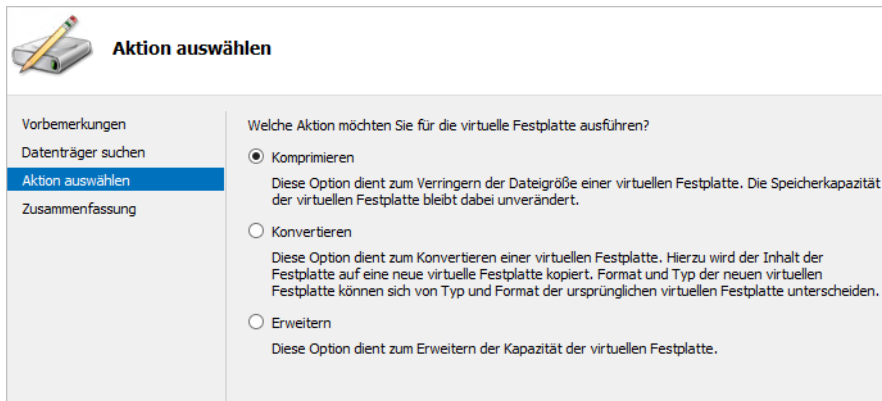 Aktion auswählen
Vorbemerkungen
Datenträger suchen
Aktion auswählen
Zusammenfassung
Welche Aktion möchten Sie für die virtuelle Festplatte ausführen?
Komprimieren
Diese Option dient zum Verringern der Dateigröße einer virtuellen Festplatte. Die Speicherkapazität
der virtuellen Festplatte bleibt dabei unverändert.
Konvertieren
Diese Option dient zum Konvertieren einer virtuellen Festplatte. Hierzu wird der Inhalt der
Festplatte auf eine neue virtuelle Festplatte kopiert. Format und Typ der neuen virtuellen
Festplatte können sich von Typ und Format der ursprünglichen virtuellen Festplatte unterscheiden.
Erweitern
Diese Option dient zum Erweitern der Kapazität der virtuellen Festplatte.